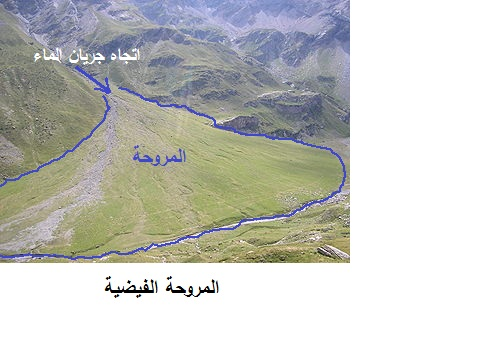 اتجاه جريان الماء
المروحة
المروحة الفيضية